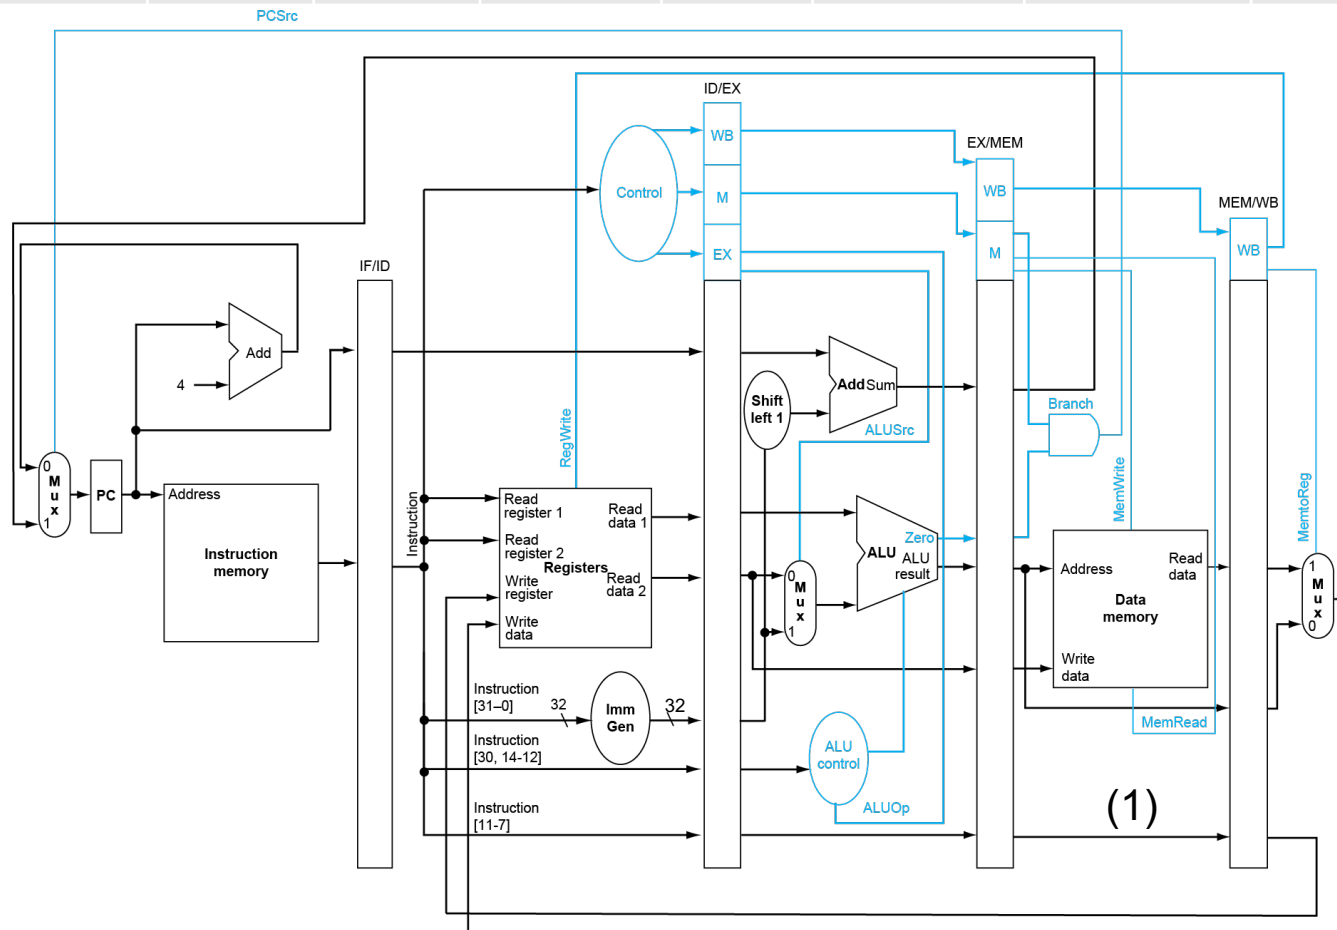 PCSrc
ID/EX
WB
EX/MEM
Control
M
WB
MEM/WB
EX
M
WB
IF/ID
Add
4
Shift
left 1
Add Sum
Branch
ALUSrc
RegWrite
MemWrite
MemtoReg
0
M
u
x
1
PC
Address
Instruction
memory
Instruction
Read
register 1
Read
register 2
Write
register
Write
data
Registers
Read
data 1
Read
data 2
0
M
u
x
1
Zero
ALU
ALU
result
Address
Read
data
Data
memory
Write
data
MemRead
1
M
u
x
0
Instruction
[31–0]
32
Imm
Gen
32
Instruction
[30, 14-12]
ALU
control
Instruction
[11-7]
ALUOp
(1)